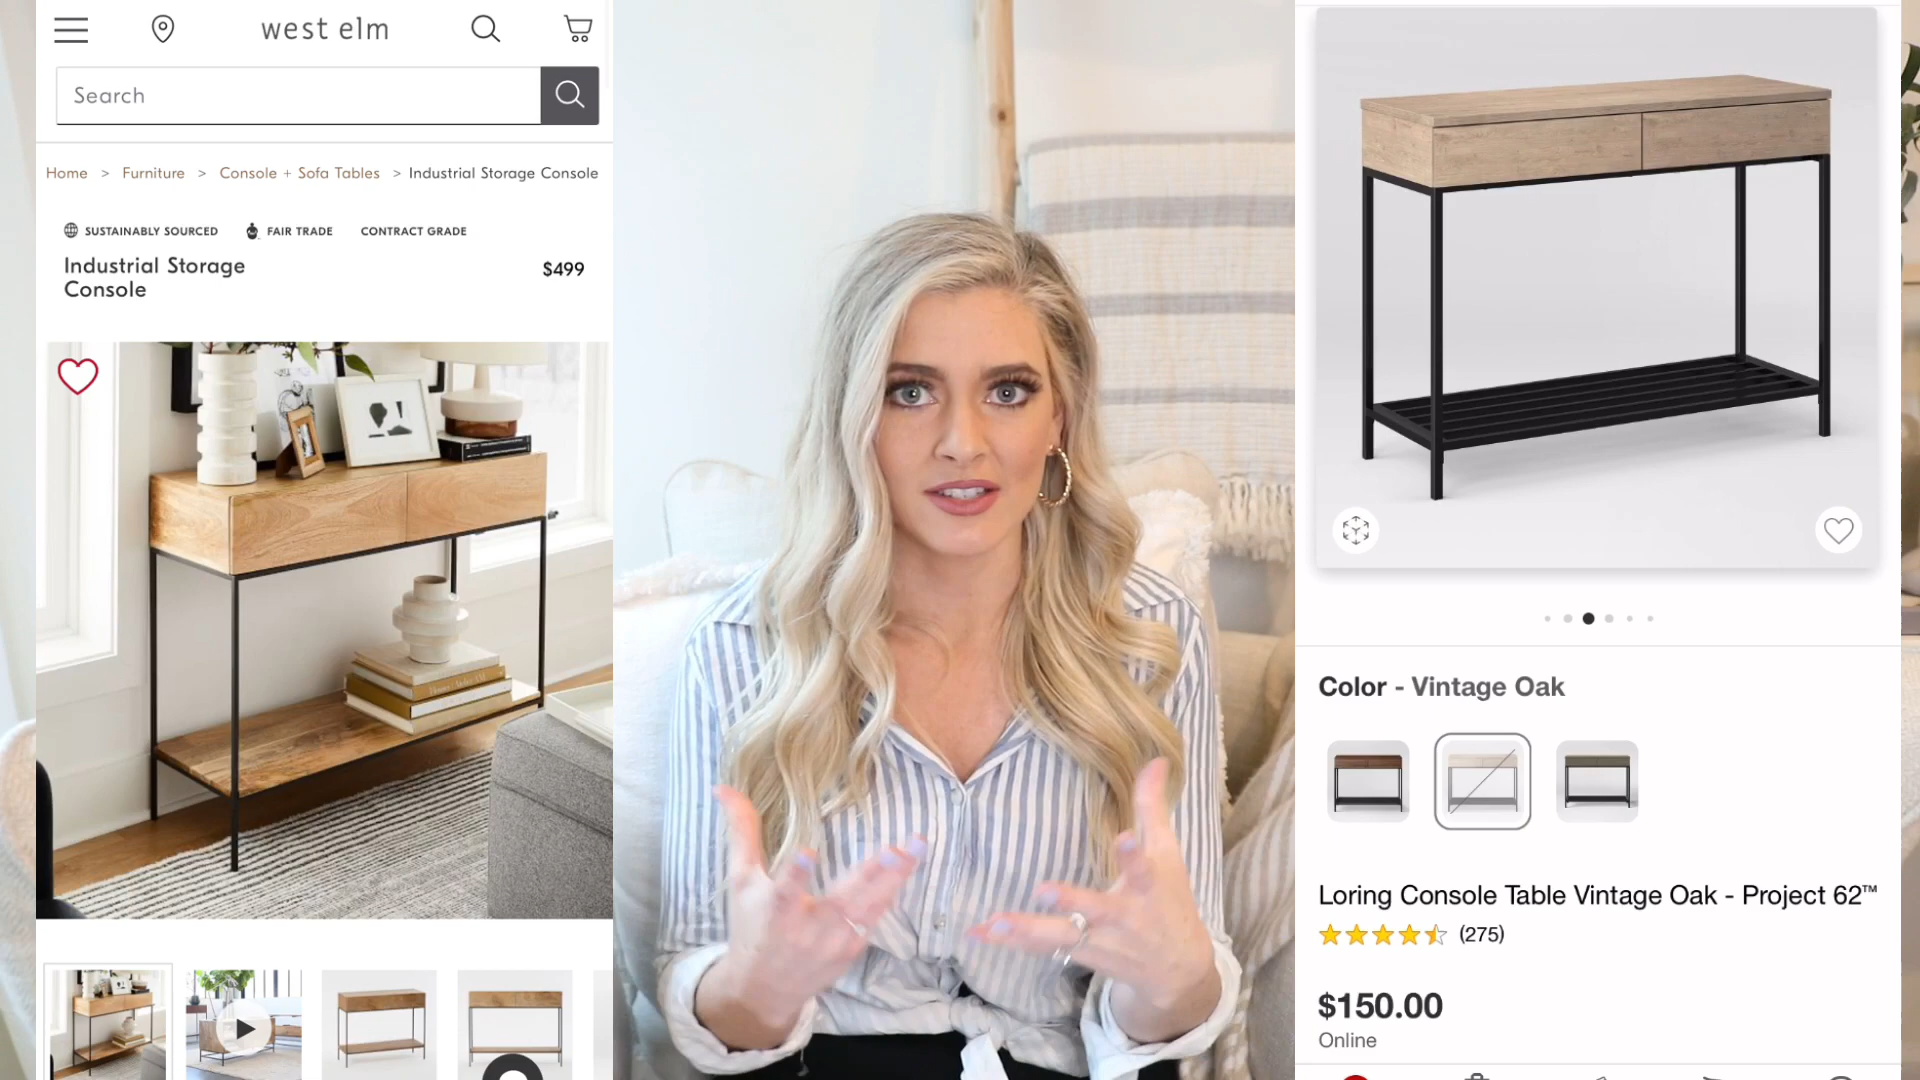 west elm
Search
Home > Furniture > Console + Sofa Tables > Industrial Storage Console
SUSTAINABLY SOURCED FAIR TRADE CONTRACT GRADE
Industrial Storage
Console
$499
Color - Vintage Oak
Loring Console Table Vintage Oak - Project 62™
(275)
$150.00
Online